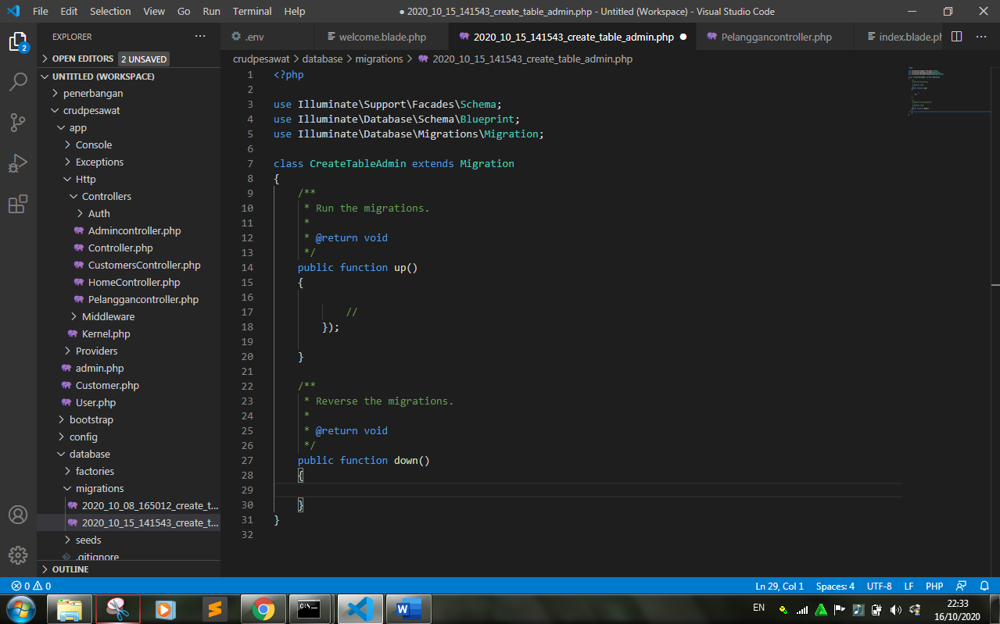 File Edit Selection View Go Run Terminal Help
● 2020_10_15_141543_create_table_admin.php - Untitled (Workspace) - Visual Studio Code
EXPLORER
.env
welcome.blade.php
2020_10_15_141543_create_table_admin.php
Pelanggancontroller.php
index.blade.ph
2
OPEN EDITORS 2 UNSAVED
UNTITLED (WORKSPACE)
penerbangan
crudpesawat
app
Console
Exceptions
Http
Controllers
Auth
Admincontroller.php
Controller.php
CustomersController.php
HomeController.php
Pelanggancontroller.php
Middleware
Kernel.php
Providers
admin.php
Customer.php
User.php
bootstrap
config
database
factories
migrations
2020_10_08_165012_create_t...
2020_10_15_141543_create_t...
seeds
.gitignore
OUTLINE
crudpesawat > database > migrations > 2020_10_15_141543_create_table_admin.php
1 <?php
2
3 use Illuminate\Support\Facades\Schema;
4 use Illuminate\Database\Schema\Blueprint;
5 use Illuminate\Database\Migrations\Migration;
6
7 class CreateTableAdmin extends Migration
8 {
9 /**
10 * Run the migrations.
11 *
12 * @return void
13 */
14 public function up()
15 {
16
17 //
18 });
19
20 }
21
22 /**
23 * Reverse the migrations.
24 *
25 * @return void
26 */
27 public function down()
28 {
29
30 }
31 }
32
0 0
Ln 29, Col 1 Spaces: 4 UTF-8 LF PHP
EN
22:33
16/10/2020